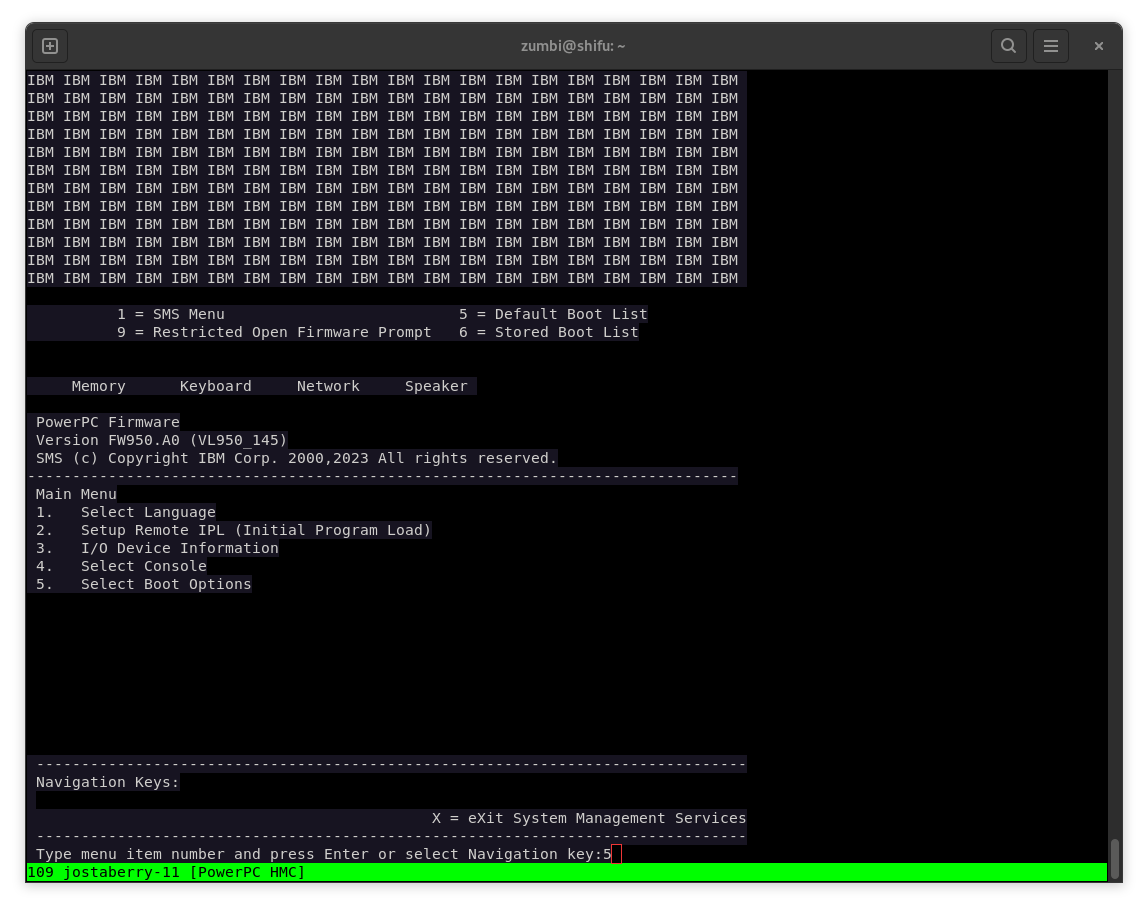 zumbi@shifu: ~
IBM IBM IBM IBM IBM IBM IBM IBM IBM IBM IBM IBM IBM IBM IBM IBM IBM IBM IBM IBM
IBM IBM IBM IBM IBM IBM IBM IBM IBM IBM IBM IBM IBM IBM IBM IBM IBM IBM IBM IBM
IBM IBM IBM IBM IBM IBM IBM IBM IBM IBM IBM IBM IBM IBM IBM IBM IBM IBM IBM IBM
IBM IBM IBM IBM IBM IBM IBM IBM IBM IBM IBM IBM IBM IBM IBM IBM IBM IBM IBM IBM
IBM IBM IBM IBM IBM IBM IBM IBM IBM IBM IBM IBM IBM IBM IBM IBM IBM IBM IBM IBM
IBM IBM IBM IBM IBM IBM IBM IBM IBM IBM IBM IBM IBM IBM IBM IBM IBM IBM IBM IBM
IBM IBM IBM IBM IBM IBM IBM IBM IBM IBM IBM IBM IBM IBM IBM IBM IBM IBM IBM IBM
IBM IBM IBM IBM IBM IBM IBM IBM IBM IBM IBM IBM IBM IBM IBM IBM IBM IBM IBM IBM
IBM IBM IBM IBM IBM IBM IBM IBM IBM IBM IBM IBM IBM IBM IBM IBM IBM IBM IBM IBM
IBM IBM IBM IBM IBM IBM IBM IBM IBM IBM IBM IBM IBM IBM IBM IBM IBM IBM IBM IBM
IBM IBM IBM IBM IBM IBM IBM IBM IBM IBM IBM IBM IBM IBM IBM IBM IBM IBM IBM IBM
IBM IBM IBM IBM IBM IBM IBM IBM IBM IBM IBM IBM IBM IBM IBM IBM IBM IBM IBM IBM
          1 = SMS Menu                          5 = Default Boot List
          9 = Restricted Open Firmware Prompt   6 = Stored Boot List
     Memory      Keyboard     Network     Speaker
 PowerPC Firmware
 Version FW950.A0 (VL950_145)
 SMS (c) Copyright IBM Corp. 2000,2023 All rights reserved.
-------------------------------------------------------------------------------
 Main Menu
 1.   Select Language
 2.   Setup Remote IPL (Initial Program Load)
 3.   I/O Device Information
 4.   Select Console
 5.   Select Boot Options
 -------------------------------------------------------------------------------
 Navigation Keys:
                                             X = eXit System Management Services
 -------------------------------------------------------------------------------
 Type menu item number and press Enter or select Navigation key:5
109 jostaberry-11 [PowerPC HMC]